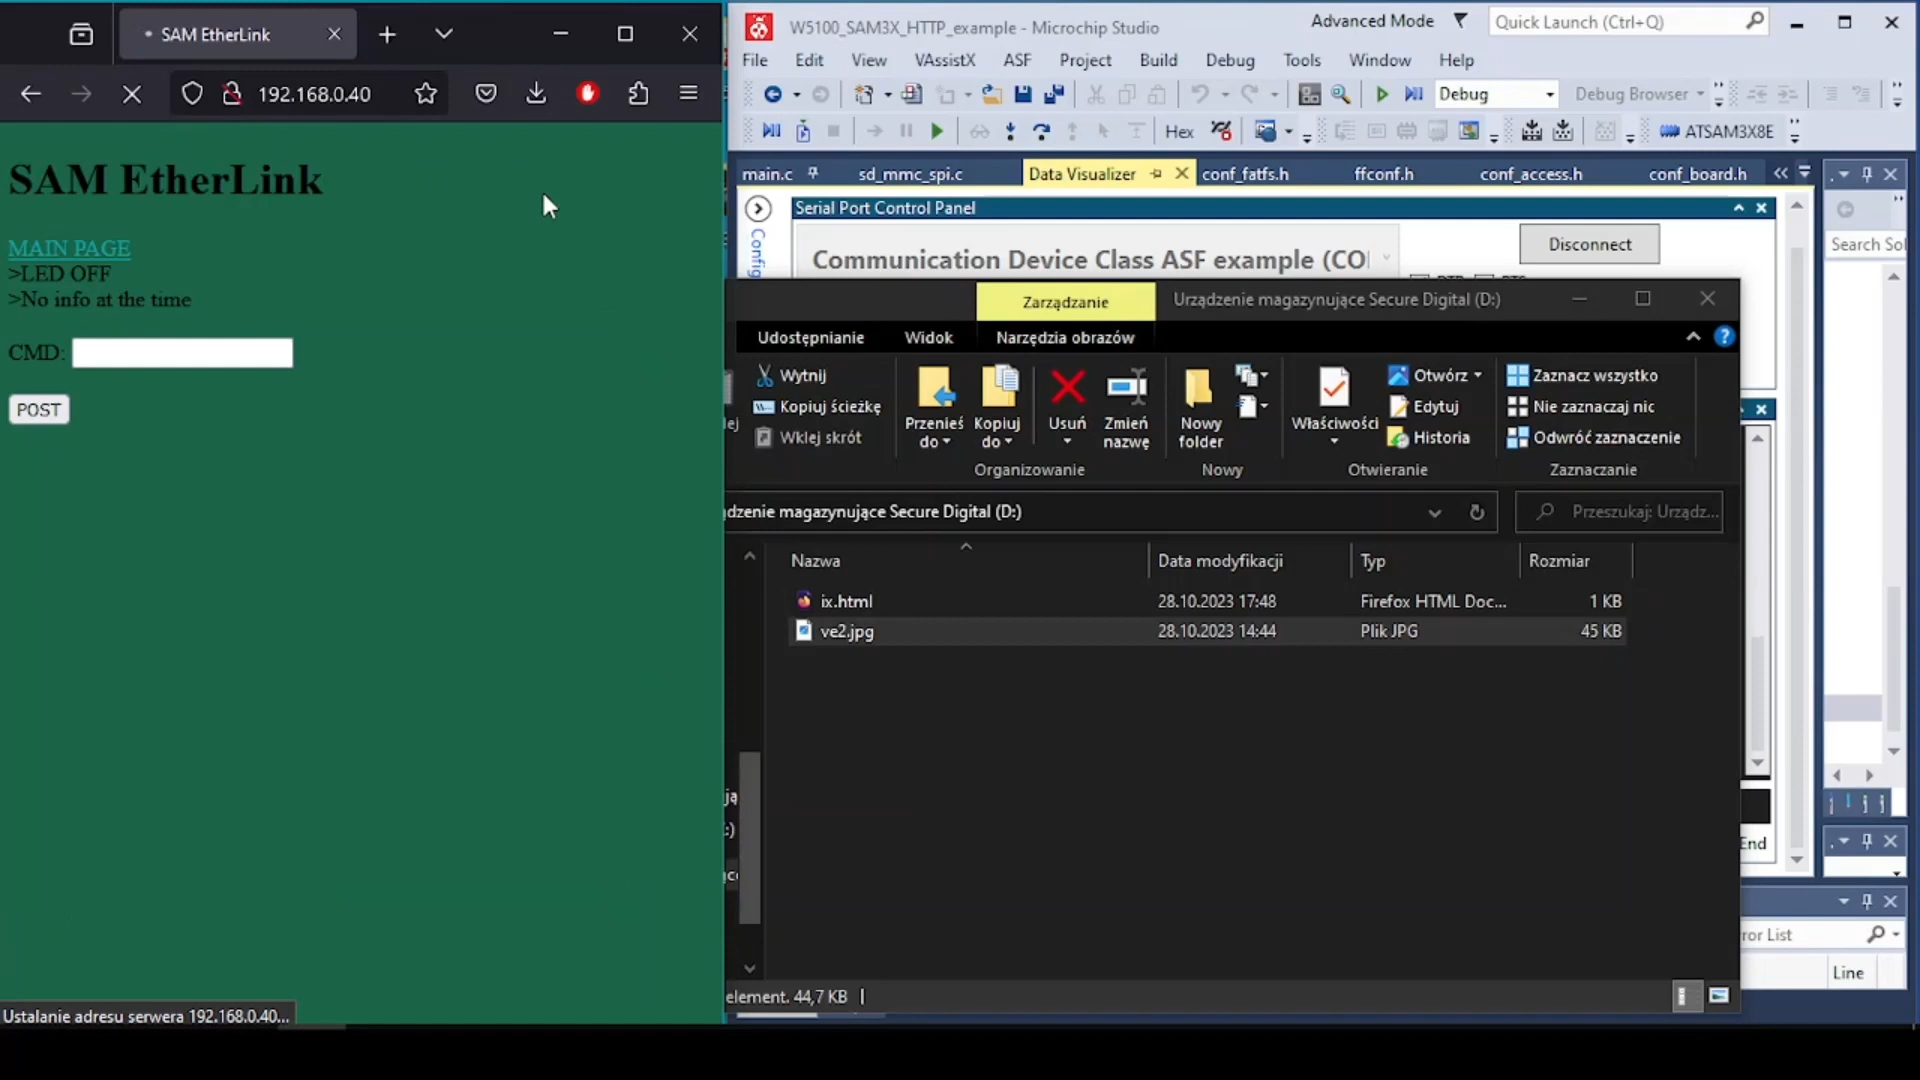 SAM EtherLink
192.168.0.40
SAM EtherLink
MAIN PAGE
>LED OFF
>No info at the time
CMD:
POST
Ustalanie adresu serwera 192.168.0.40...
W5100_SAM3X_HTTP_example - Microchip Studio
Advanced Mode
Quick Launch (Ctrl+Q)
File Edit View VAssistX ASF Project Build Debug Tools Window Help
Debug
Debug Browser
Hex
ATSAM3X8E
main.c sd_mmc_spi.c Data Visualizer conf_fatfs.h ffconf.h conf_access.h conf_board.h
Serial Port Control Panel
Search Sol
Communication Device Class ASF example (CO
Disconnect
Zarządzanie
Urządzenie magazynujące Secure Digital (D:)
Udostępnianie Widok Narzędzia obrazów
Wytnij
Kopiuj ścieżkę
Wklej skrót
Przenieś do
Kopiuj do
Usuń
Zmień nazwę
Organizowanie
Nowy folder
Nowy
Właściwości
Otwórz
Edytuj
Historia
Otwieranie
Zaznacz wszystko
Nie zaznaczaj nic
Odwróć zaznaczenie
Zaznaczanie
dzenie magazynujące Secure Digital (D:)
Przeszukaj: Urządz...
Nazwa Data modyfikacji Typ Rozmiar
ix.html 28.10.2023 17:48 Firefox HTML Doc... 1 KB
ve2.jpg 28.10.2023 14:44 Plik JPG 45 KB
element. 44,7 KB
End
ror List
Line